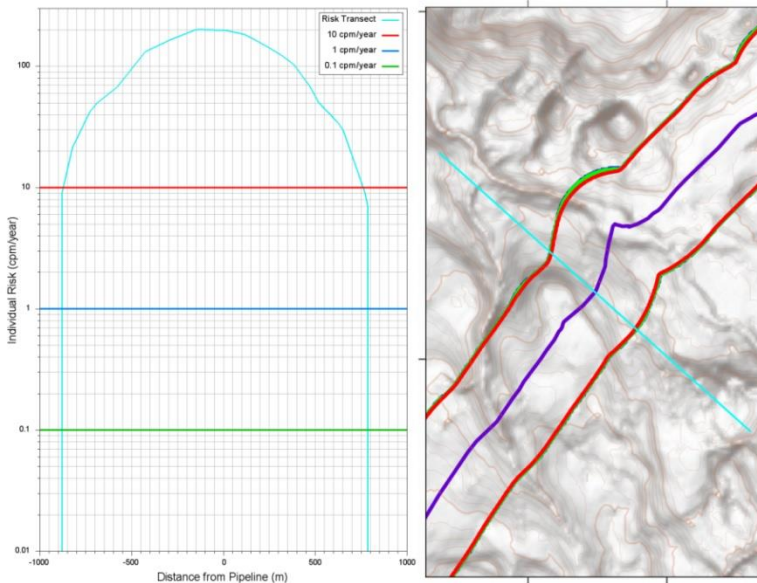 Risk Transect
10 cpm/year
1 cpm/year
0.1 cpm/year
Individual Risk (cpm/year)
100
10
1
0.1
0.01
-1000
-500
0
500
1000
Distance from Pipeline (m)